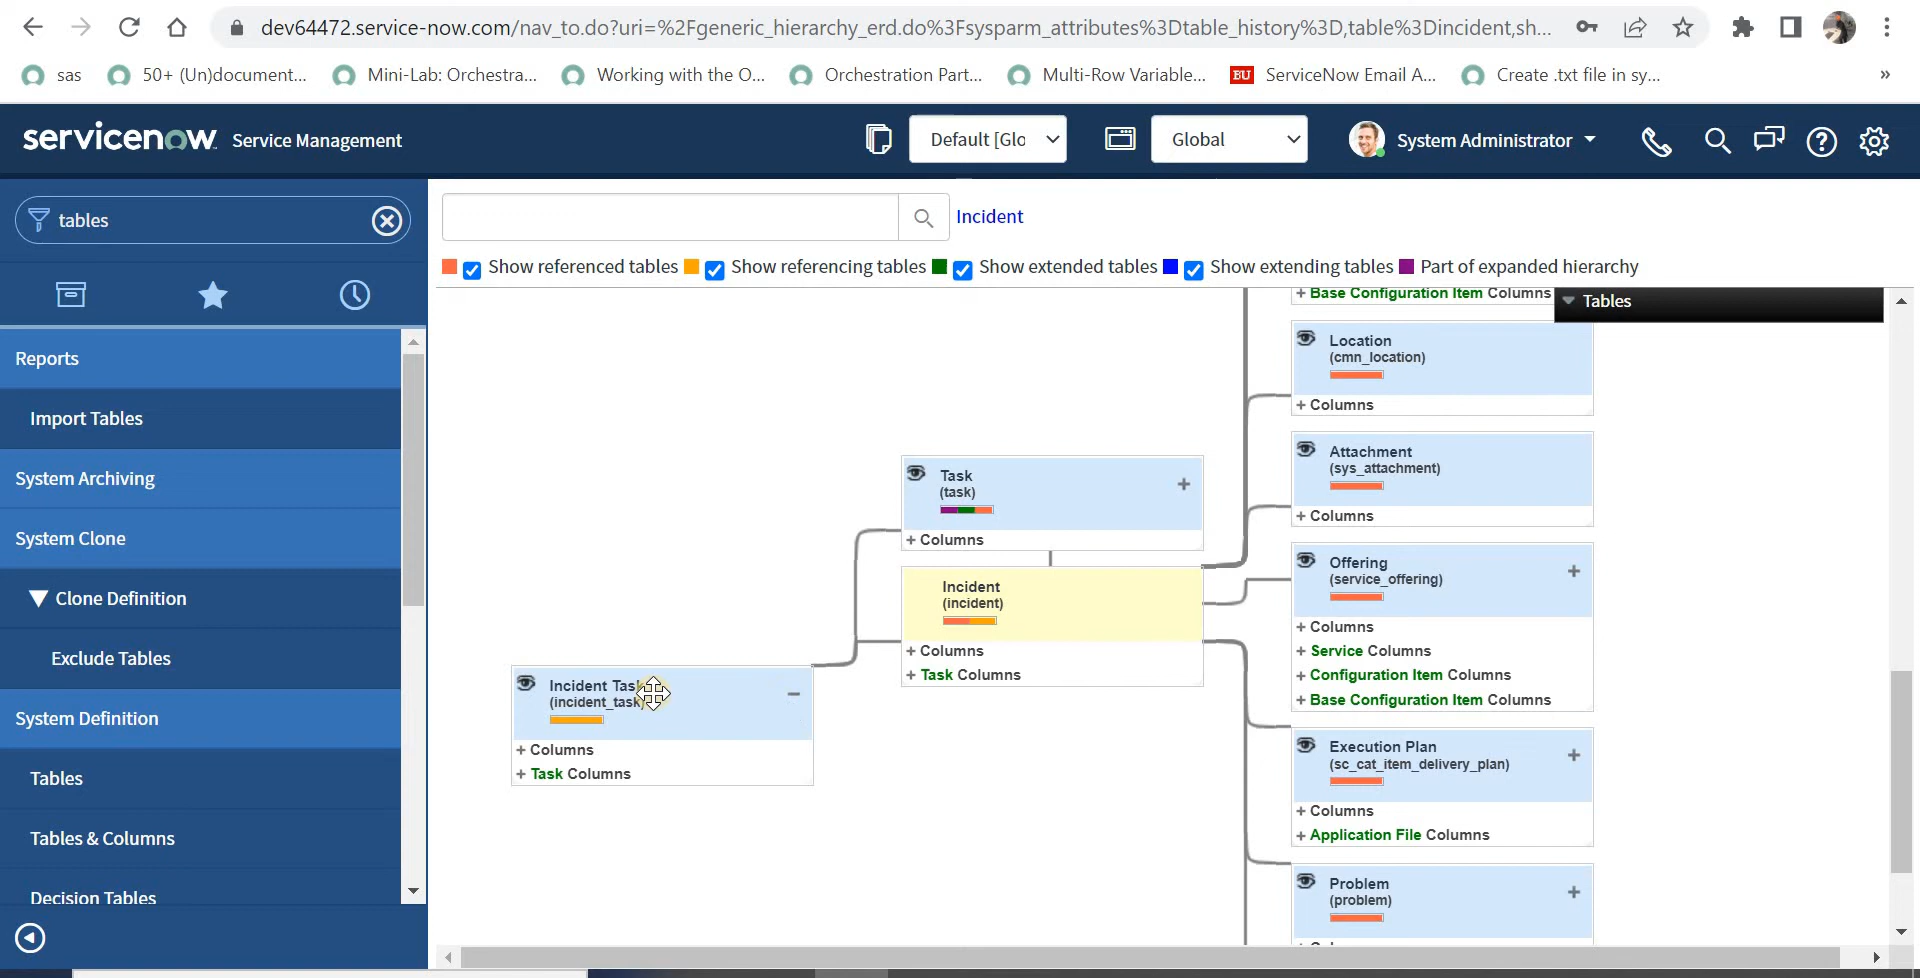 dev64472.service-now.com/nav_to.do?uri=%2Fgeneric_hierarchy_erd.do%3Fsysparm_attributes%3Dtable_history%3D,table%3Dincident,sh...
sas
50+ (Un)document...
Mini-Lab: Orchestra...
Working with the O...
Orchestration Part...
Multi-Row Variable...
BU
ServiceNow Email A...
Create .txt file in sy...
»
servicenow Service Management
Default [Glo
Global
System Administrator
tables
Incident
Show referenced tables
Show referencing tables
Show extended tables
Show extending tables
Part of expanded hierarchy
Reports
Import Tables
System Archiving
System Clone
Clone Definition
Exclude Tables
System Definition
Tables
Tables & Columns
Decision Tables
Tables
+ Base Configuration Item Columns
Location
(cmn_location)
+ Columns
Attachment
(sys_attachment)
+ Columns
Task
(task)
+
+ Columns
Incident
(incident)
+ Columns
+ Task Columns
Incident
(incident_task)
−
+ Columns
+ Task Columns
Offering
(service_offering)
+
+ Columns
+ Service Columns
+ Configuration Item Columns
+ Base Configuration Item Columns
Execution Plan
(sc_cat_item_delivery_plan)
+
+ Columns
+ Application File Columns
Problem
(problem)
+